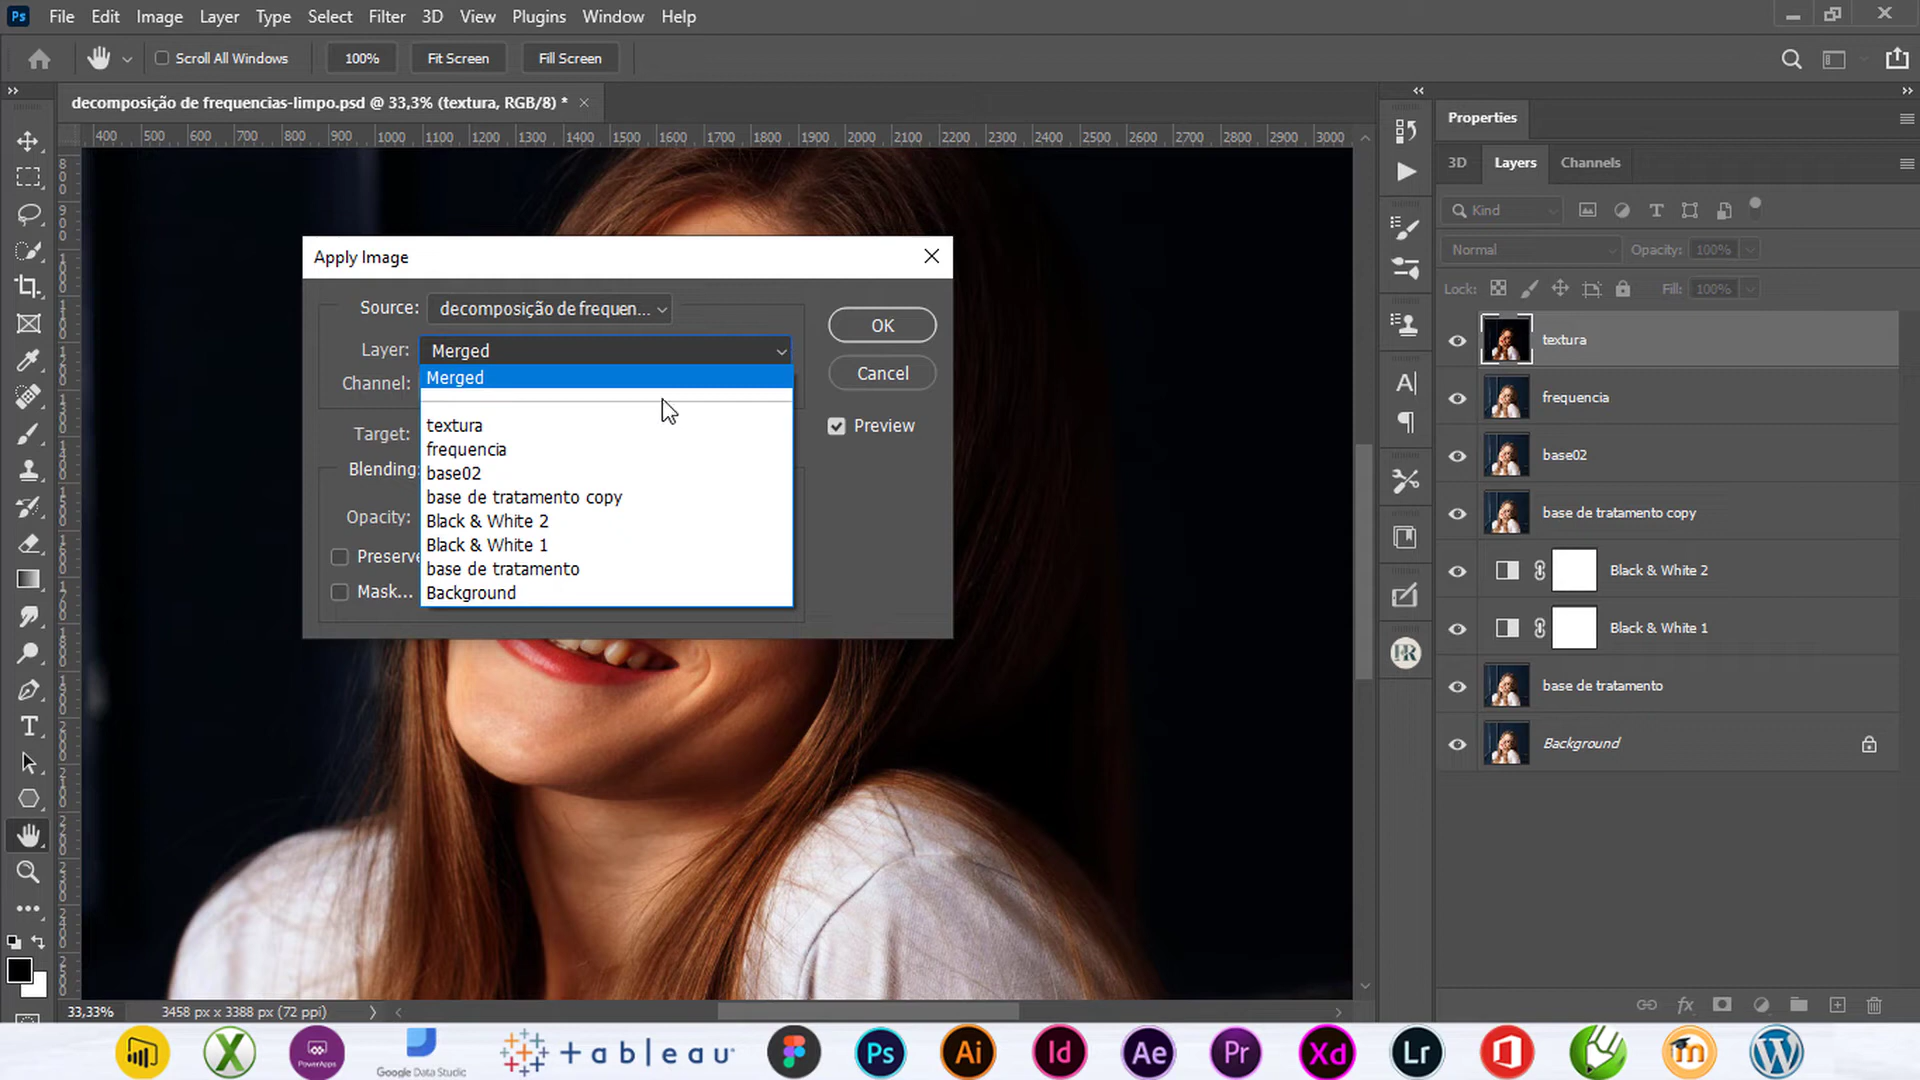 Ps File Edit Image Layer Type Select Filter 3D View Plugins Window Help
Scroll All Windows 100% Fit Screen Fill Screen
decomposição de frequencias-limpo.psd @ 33,3% (textura, RGB/8) *
400 500 600 700 800 900 1000 1100 1200 1300 1400 1500 1600 1700 1800 1900 2000 2100 2200 2300 2400 2500 2600 2700 2800 2900 3000
Apply Image
Source: decomposição de frequen...
Layer: Merged
Channel:
Merged
textura
frequencia
base02
base de tratamento copy
Black & White 2
Black & White 1
base de tratamento
Background
Target:
Blending:
Opacity:
Preserve
Mask...
OK
Cancel
Preview
Properties
3D Layers Channels
Kind
Normal Opacity: 100%
Lock: Fill: 100%
textura
frequencia
base02
base de tratamento copy
Black & White 2
Black & White 1
base de tratamento
Background
33,33% 3458 px x 3388 px (72 ppi)
PowerApps
Google Data Studio
+ a b l e a u
Ps Ai Id Ae Pr Xd Lr